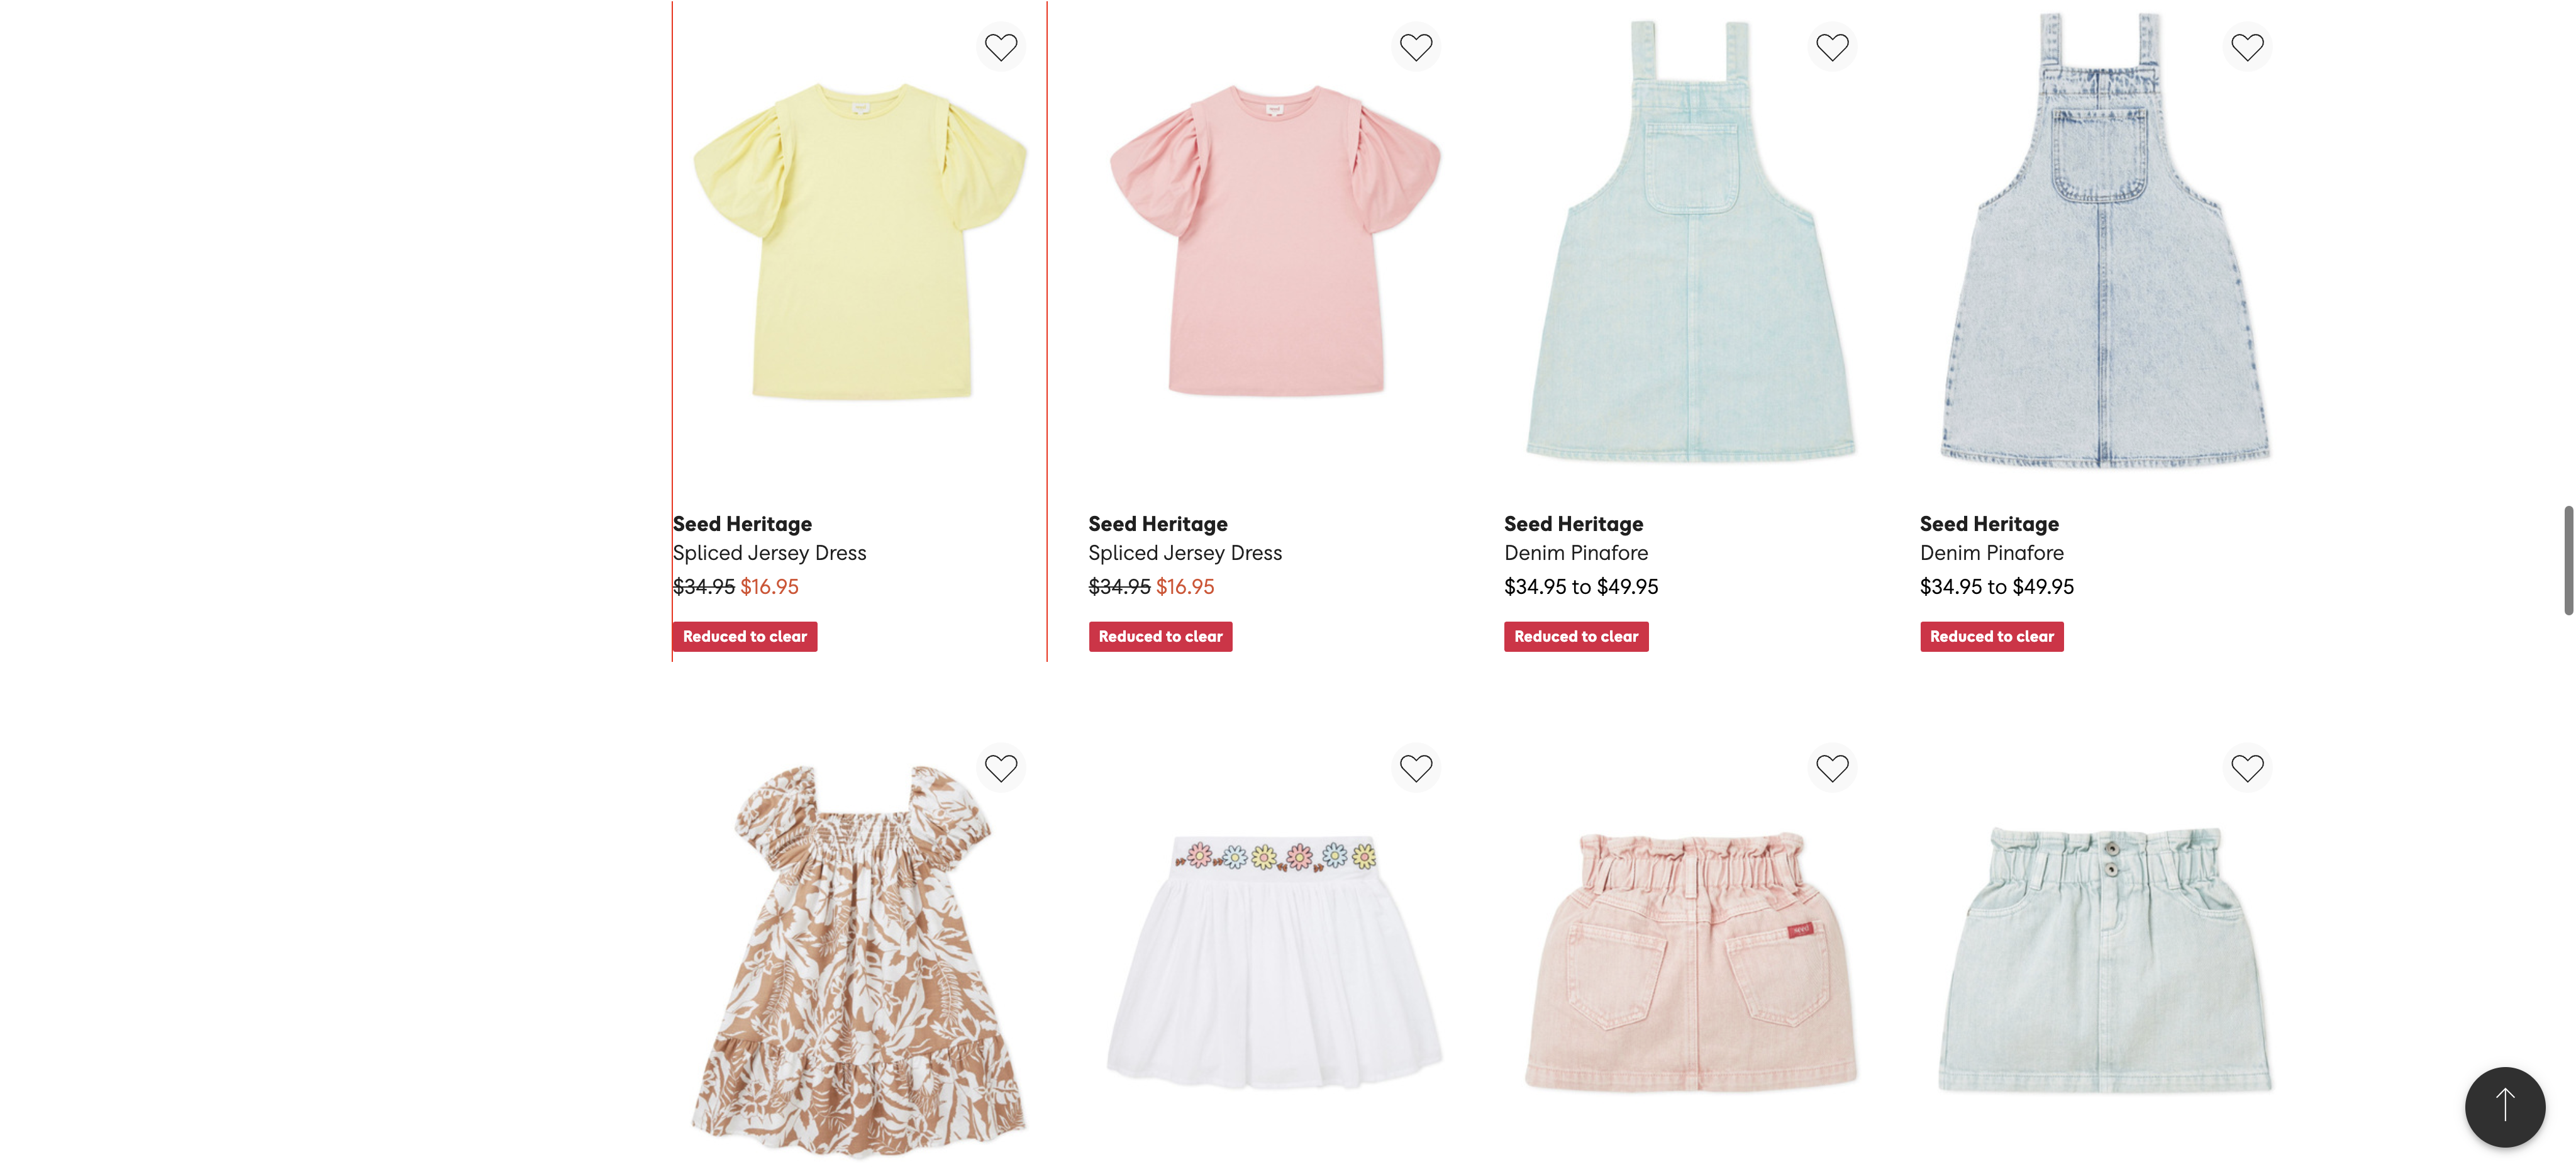 Seed Heritage
Spliced Jersey Dress
$34.95 $16.95
Reduced to clear
Seed Heritage
Spliced Jersey Dress
$34.95 $16.95
Reduced to clear
Seed Heritage
Denim Pinafore
$34.95 to $49.95
Reduced to clear
Seed Heritage
Denim Pinafore
$34.95 to $49.95
Reduced to clear
seed